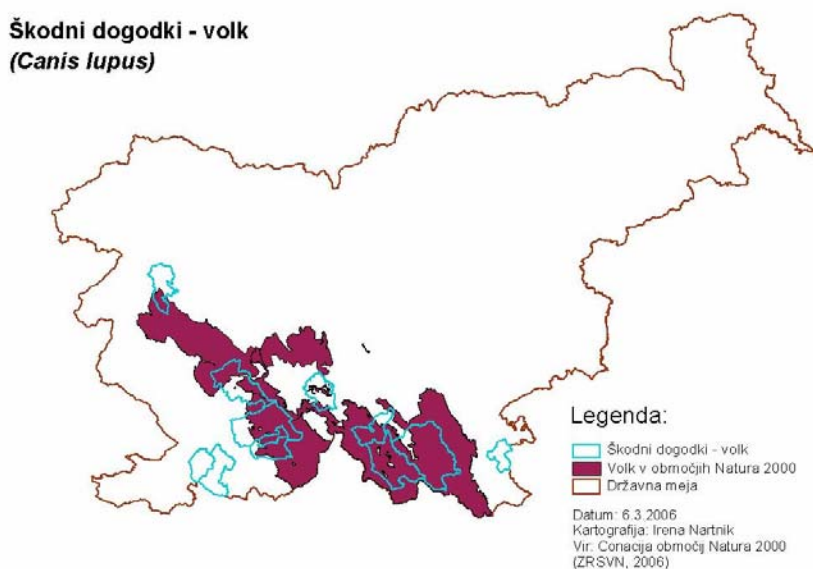 Škodni dogodki - volk
(Canis lupus)
Legenda:
Škodni dogodki - volk
Volk v območjih Natura 2000
Državna meja
Datum: 6.3.2006
Kartografija: Irena Nartnik
Vir: Conacija območij Natura 2000
(ZRSVN, 2006)